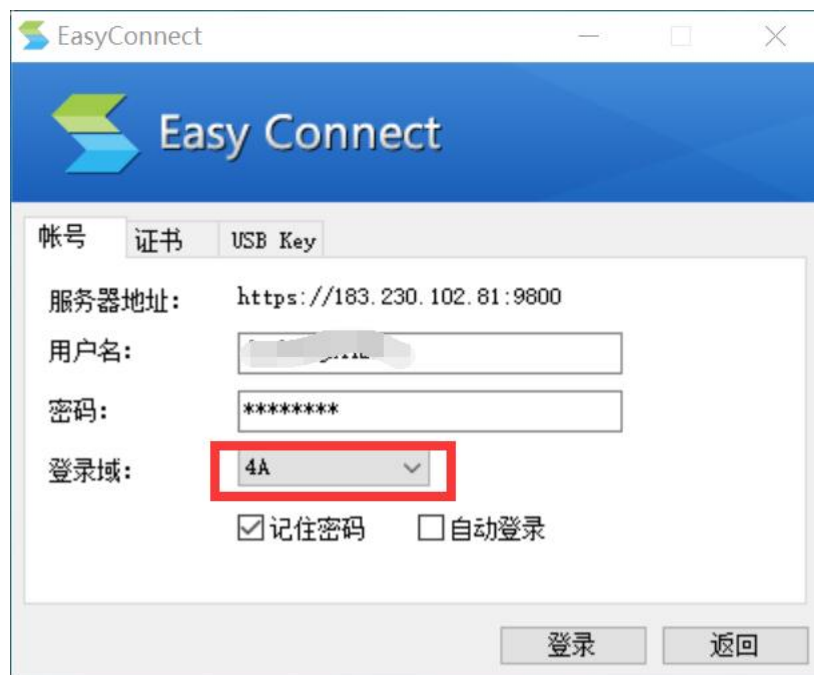 EasyConnect
Easy Connect
帐号 证书 USB Key
服务器地址: https://183.230.102.81:9800
用户名:
密码: ********
登录域: 4A
记住密码 自动登录
登录 返回